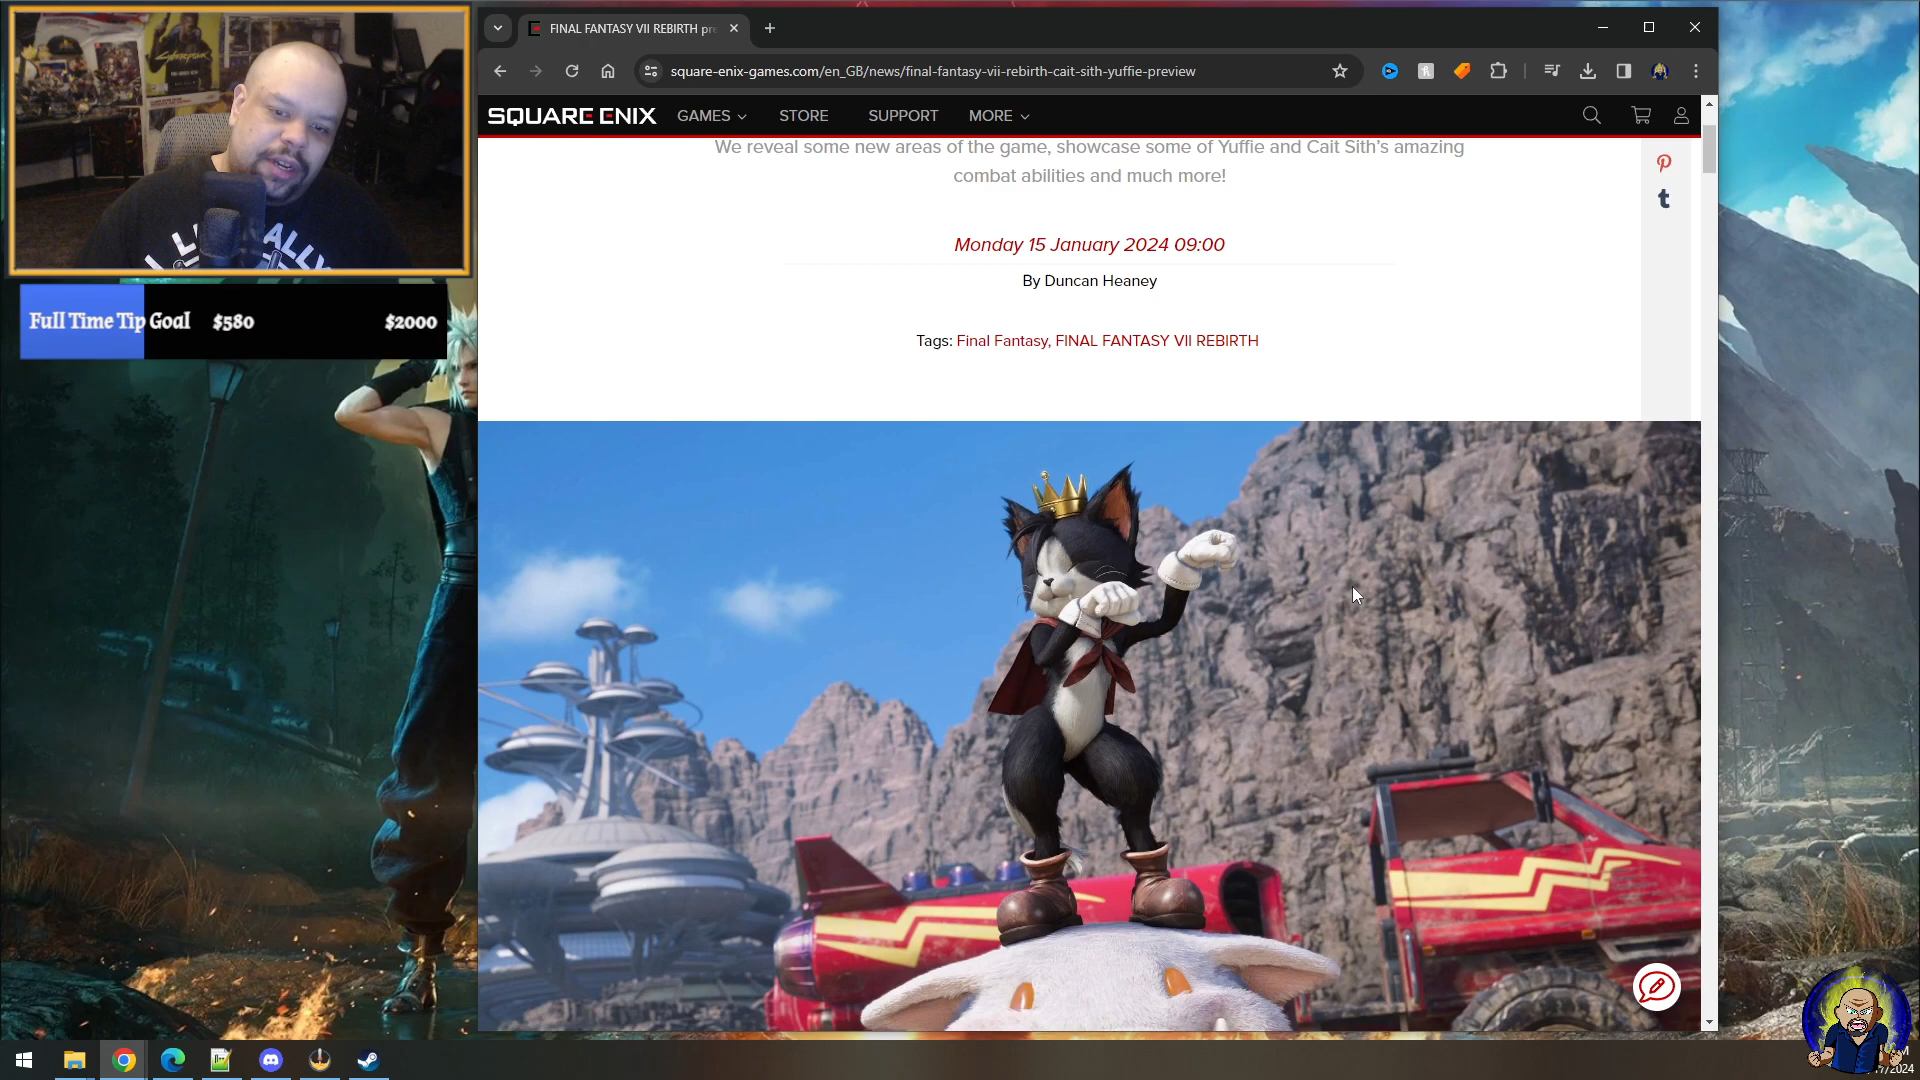 FINAL FANTASY VII REBIRTH pre
square-enix-games.com/en_GB/news/final-fantasy-vii-rebirth-cait-sith-yuffie-preview
SQUARE ENIX
GAMES
STORE
SUPPORT
MORE
We reveal some new areas of the game, showcase some of Yuffie and Cait Sith's amazing
combat abilities and much more!
Monday 15 January 2024 09:00
By Duncan Heaney
Tags: Final Fantasy, FINAL FANTASY VII REBIRTH
Full Time Tip Goal $580 $2000